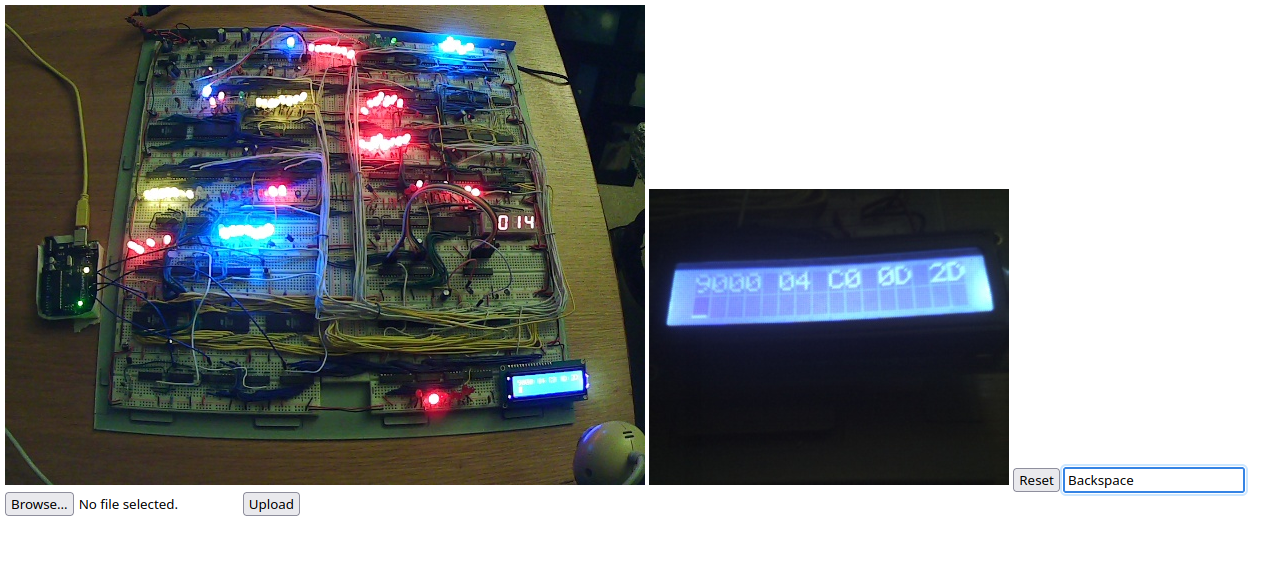 014
9000 04 C0 0D 2D
Reset
Backspace
Browse...
No file selected.
Upload